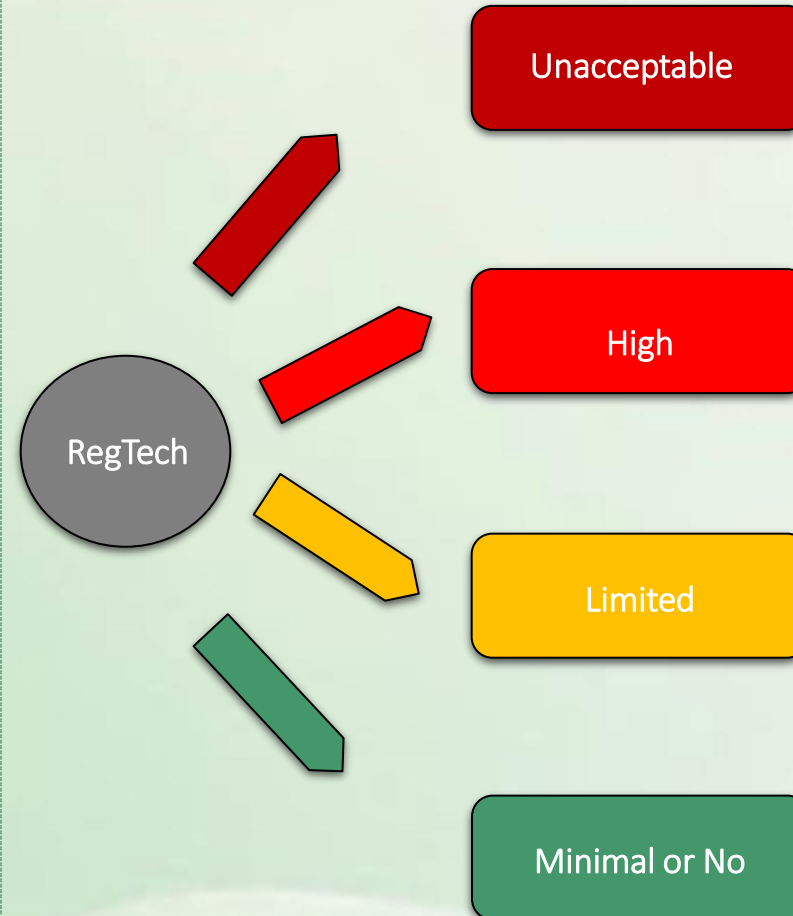 Unacceptable
High
RegTech
Limited
Minimal or No